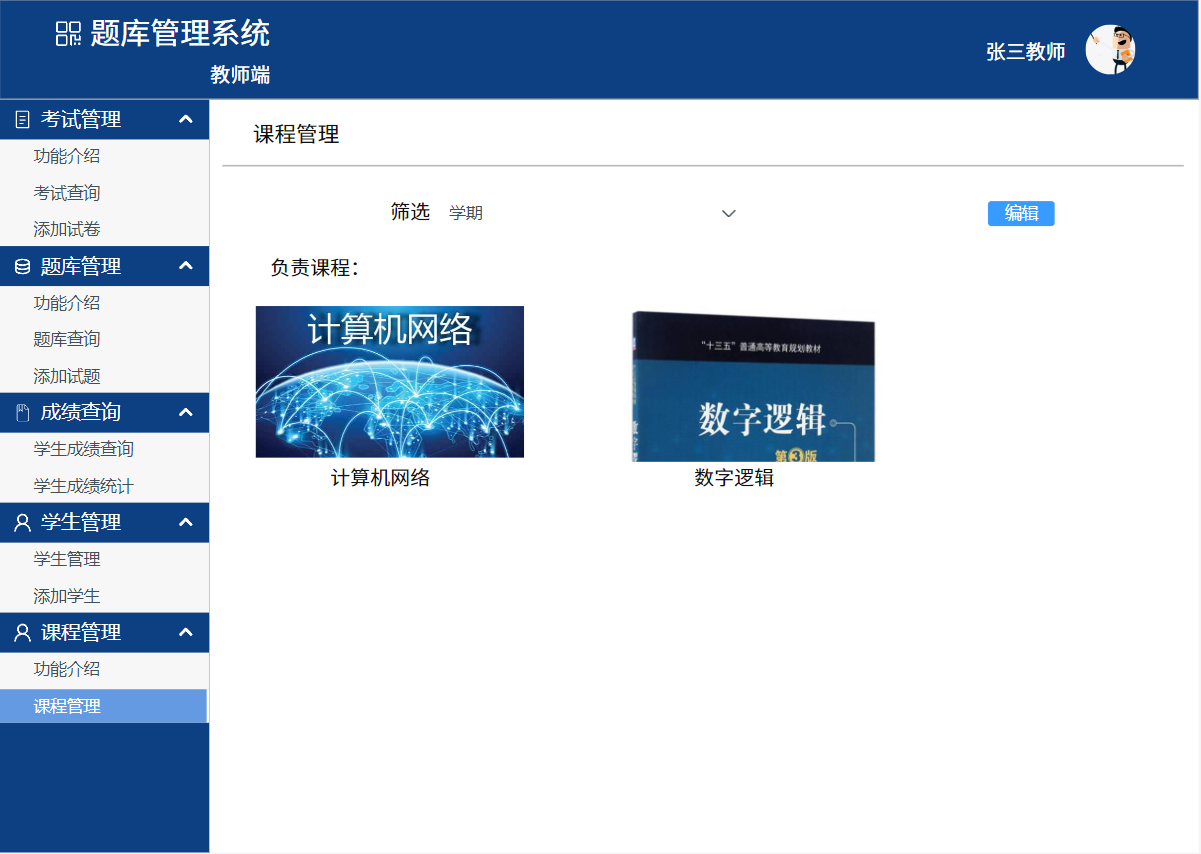 题库管理系统
教师端
张三教师
考试管理
功能介绍
考试查询
添加试卷
题库管理
功能介绍
题库查询
添加试题
成绩查询
学生成绩查询
学生成绩统计
学生管理
学生管理
添加学生
课程管理
功能介绍
课程管理
课程管理
筛选 学期
编辑
负责课程：
计算机网络
计算机网络
“十三五”普通高等教育规划教材
数字逻辑
第3版
数字逻辑
数字逻辑